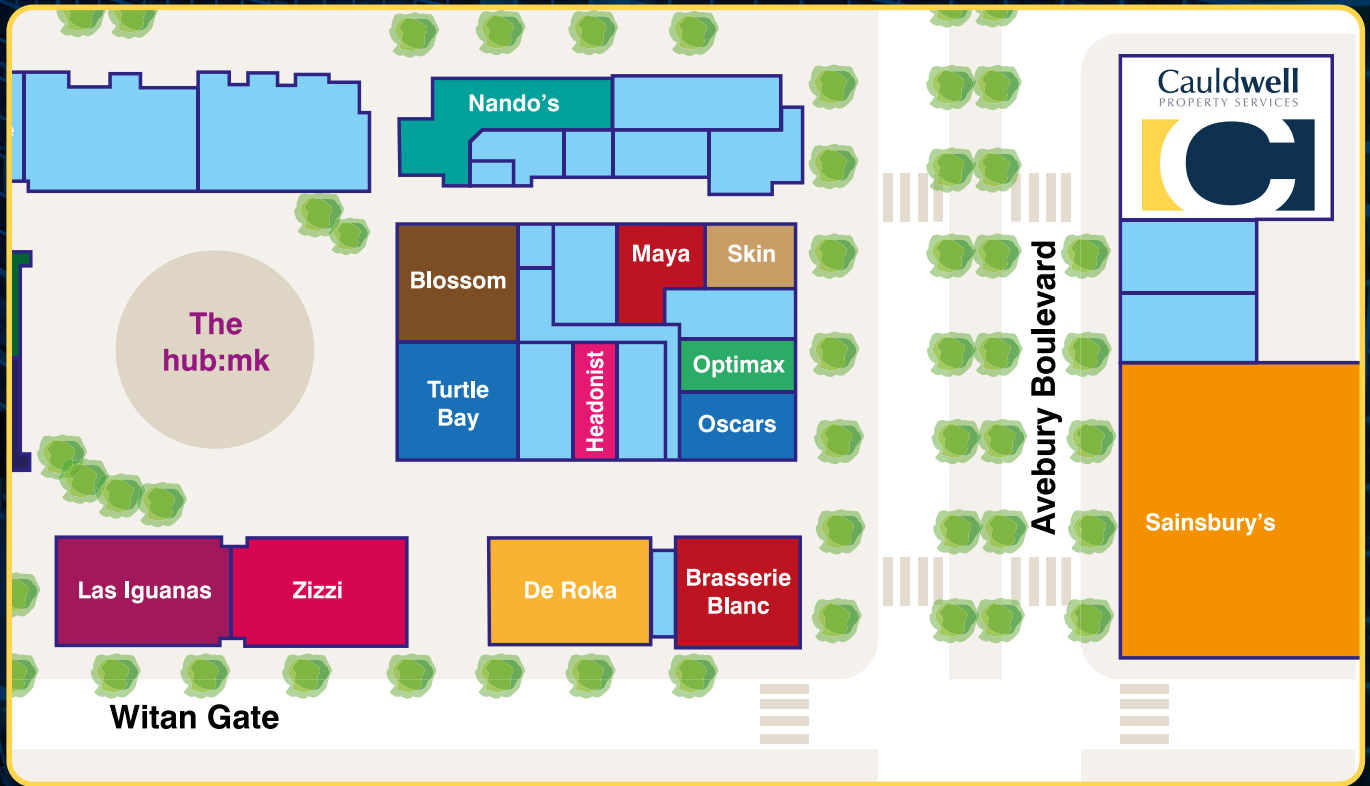 Nando's
Cauldwell
PROPERTY SERVICES
Blossom
Maya
Skin
The
hub:mk
Turtle
Bay
Headonist
Optimax
Oscars
Avebury Boulevard
Sainsbury's
Las Iguanas
Zizzi
De Roka
Brasserie
Blanc
Witan Gate